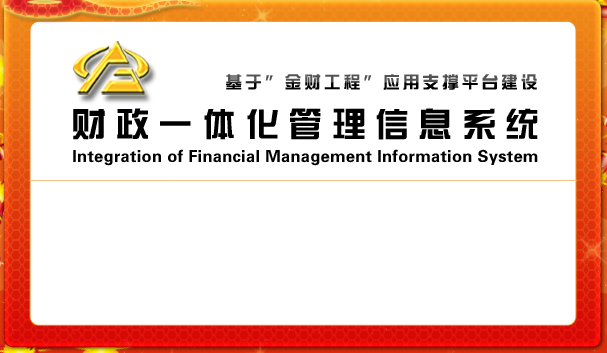 基于”金财工程”应用支撑平台建设
财政一体化管理信息系统
Integration of Financial Management Information System